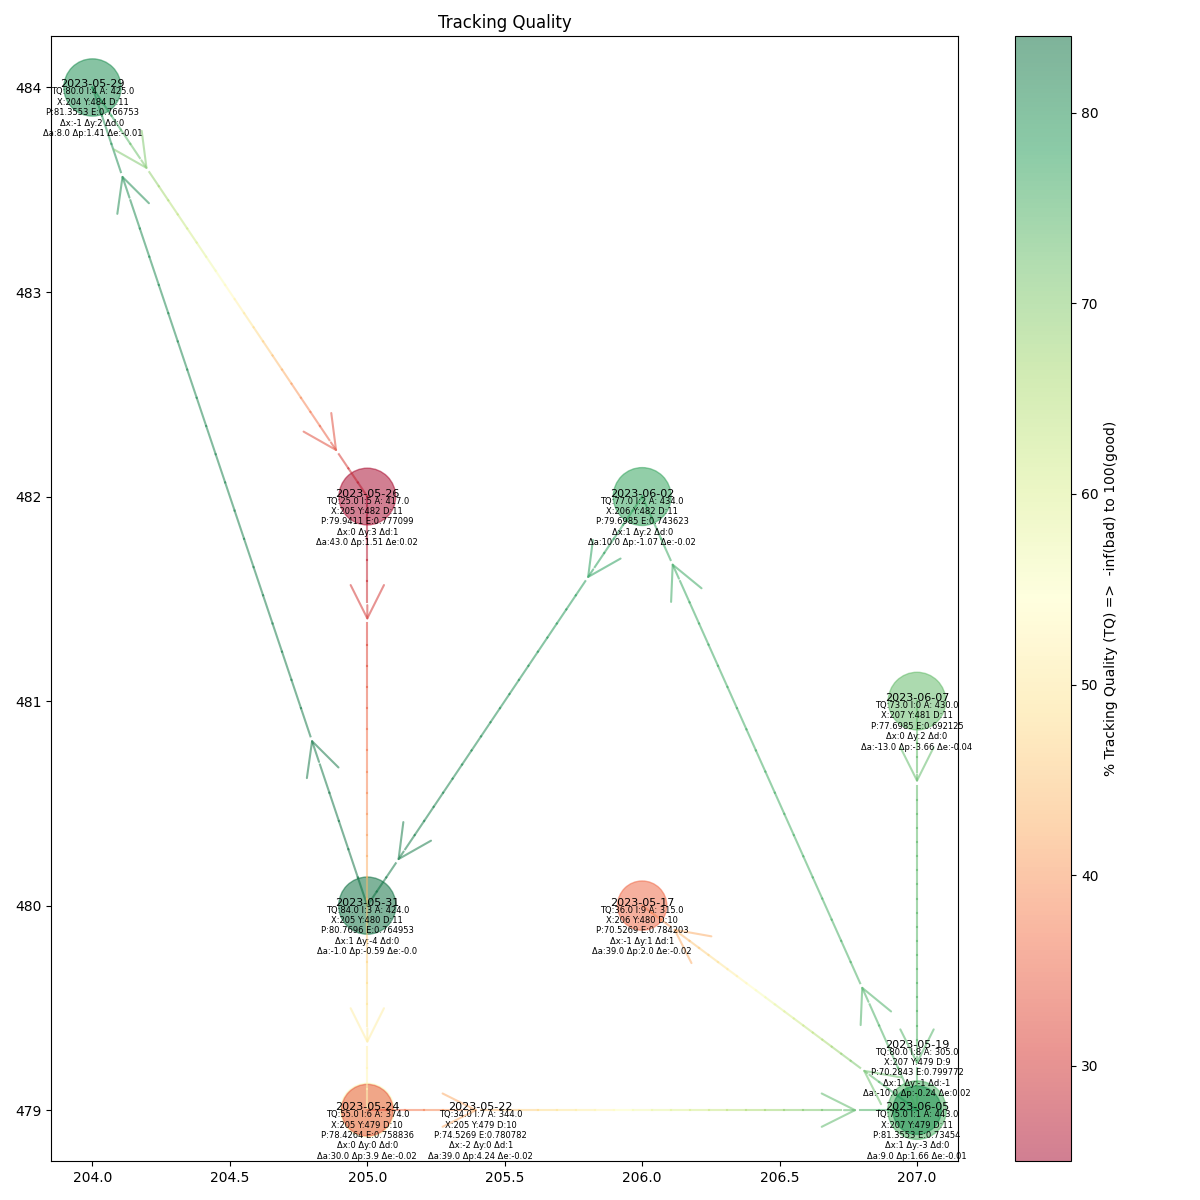 Tracking Quality
484
483
482
481
480
479
204.0
204.5
205.0
205.5
206.0
206.5
207.0
2023-05-29
TQ:80.0 I:4 A: 425.0
X:204 Y:484 D:11
P:81.3553 E:0.766753
Δx:-1 Δy:2 Δd:0
Δa:8.0 Δp:1.41 Δe:-0.01
2023-05-26
TQ:25.0 I:5 A: 417.0
X:205 Y:482 D:11
P:79.9411 E:0.777099
Δx:0 Δy:3 Δd:1
Δa:43.0 Δp:1.51 Δe:0.02
2023-06-02
TQ:77.0 I:2 A: 434.0
X:206 Y:482 D:11
P:79.6985 E:0.743623
Δx:1 Δy:2 Δd:0
Δa:10.0 Δp:-1.07 Δe:-0.02
2023-06-07
TQ:73.0 I:0 A: 430.0
X:207 Y:481 D:11
P:77.6985 E:0.692125
Δx:0 Δy:2 Δd:0
Δa:-13.0 Δp:-3.66 Δe:-0.04
2023-05-31
TQ:84.0 I:3 A: 424.0
X:205 Y:480 D:11
P:80.7696 E:0.764953
Δx:1 Δy:-4 Δd:0
Δa:-1.0 Δp:-0.59 Δe:-0.0
2023-05-17
TQ:36.0 I:9 A: 315.0
X:206 Y:480 D:10
P:70.5269 E:0.784203
Δx:-1 Δy:1 Δd:1
Δa:39.0 Δp:2.0 Δe:-0.02
2023-05-19
TQ:80.0 I:8 A: 305.0
X:207 Y:479 D:9
P:70.2843 E:0.799772
Δx:1 Δy:-1 Δd:-1
Δa:-10.0 Δp:-0.24 Δe:0.02
2023-05-24
TQ:55.0 I:6 A: 374.0
X:205 Y:479 D:10
P:78.4264 E:0.758836
Δx:0 Δy:0 Δd:0
Δa:30.0 Δp:3.9 Δe:-0.02
2023-05-22
TQ:34.0 I:7 A: 344.0
X:205 Y:479 D:10
P:74.5269 E:0.780782
Δx:-2 Δy:0 Δd:1
Δa:39.0 Δp:4.24 Δe:-0.02
2023-06-05
TQ:75.0 I:1 A: 443.0
X:207 Y:479 D:11
P:81.3553 E:0.73454
Δx:1 Δy:-3 Δd:0
Δa:9.0 Δp:1.66 Δe:-0.01
80
70
60
50
40
30
% Tracking Quality (TQ) => -inf(bad) to 100(good)